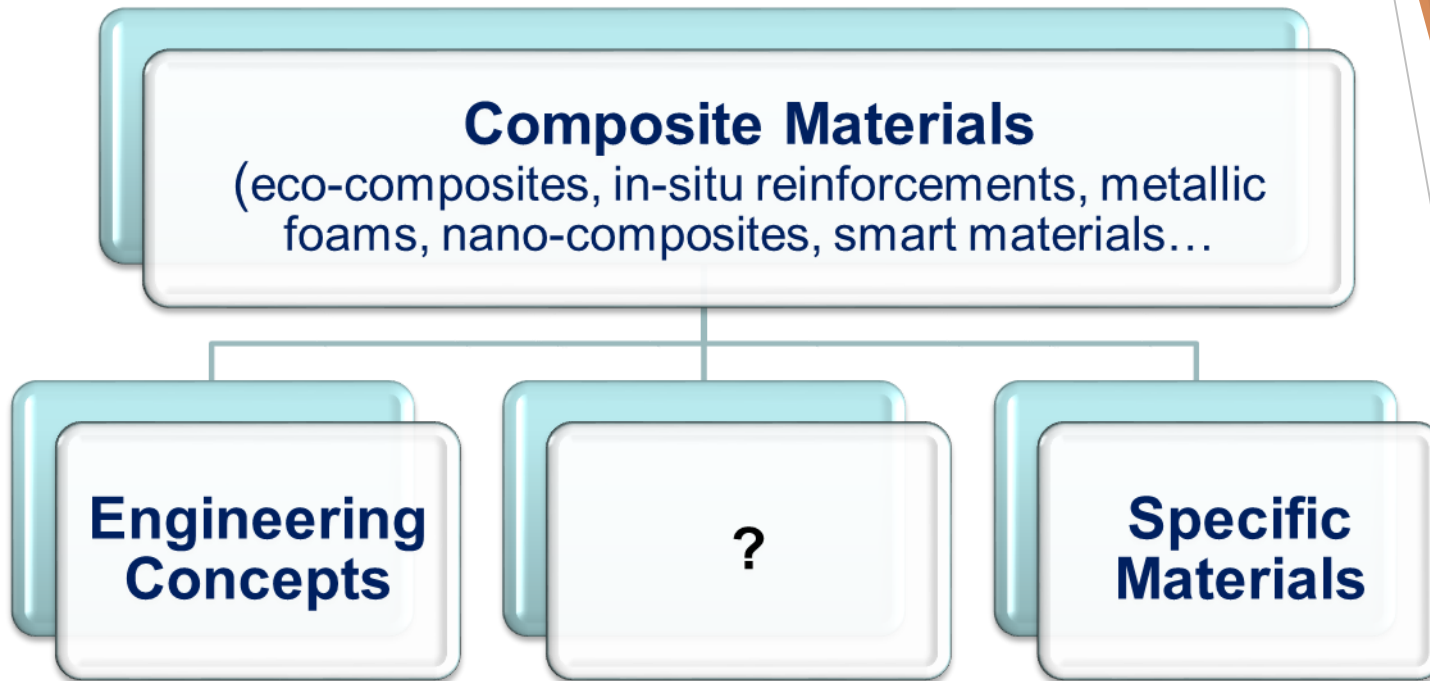 Composite Materials
(eco-composites, in-situ reinforcements, metallic
foams, nano-composites, smart materials…
Engineering
Concepts
?
Specific
Materials